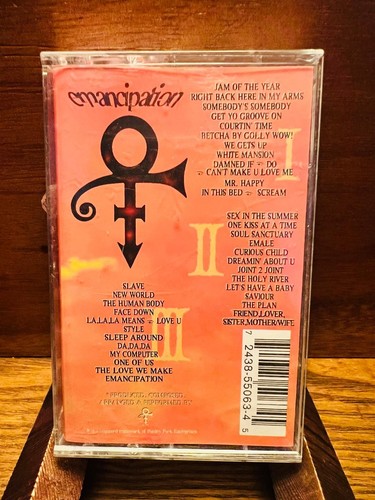 emancipation
JAM OF THE YEAR
RIGHT BACK HERE IN MY ARMS
SOMEBODY'S SOMEBODY
GET YO GROOVE ON
COURTIN' TIME
BETCHA BY GOLLY WOW!
WE GETS UP
WHITE MANSION
DAMNED IF = DO
= CAN'T MAKE U LOVE ME
MR. HAPPY
IN THIS BED = SCREAM
I
SEX IN THE SUMMER
ONE KISS AT A TIME
SOUL SANCTUARY
EMALE
CURIOUS CHILD
DREAMIN' ABOUT U
JOINT 2 JOINT
THE HOLY RIVER
LET'S HAVE A BABY
SAVIOUR
THE PLAN
FRIEND,LOVER,
SISTER,MOTHER/WIFE
II
SLAVE
NEW WORLD
THE HUMAN BODY
FACE DOWN
LA,LA,LA MEANS = LOVE U
STYLE
SLEEP AROUND
DA,DA,DA
MY COMPUTER
ONE OF US
THE LOVE WE MAKE
EMANCIPATION
III
PRODUCED, COMPOSED,
ARRANGED & PERFORMED BY
7 24498-55063-4 5